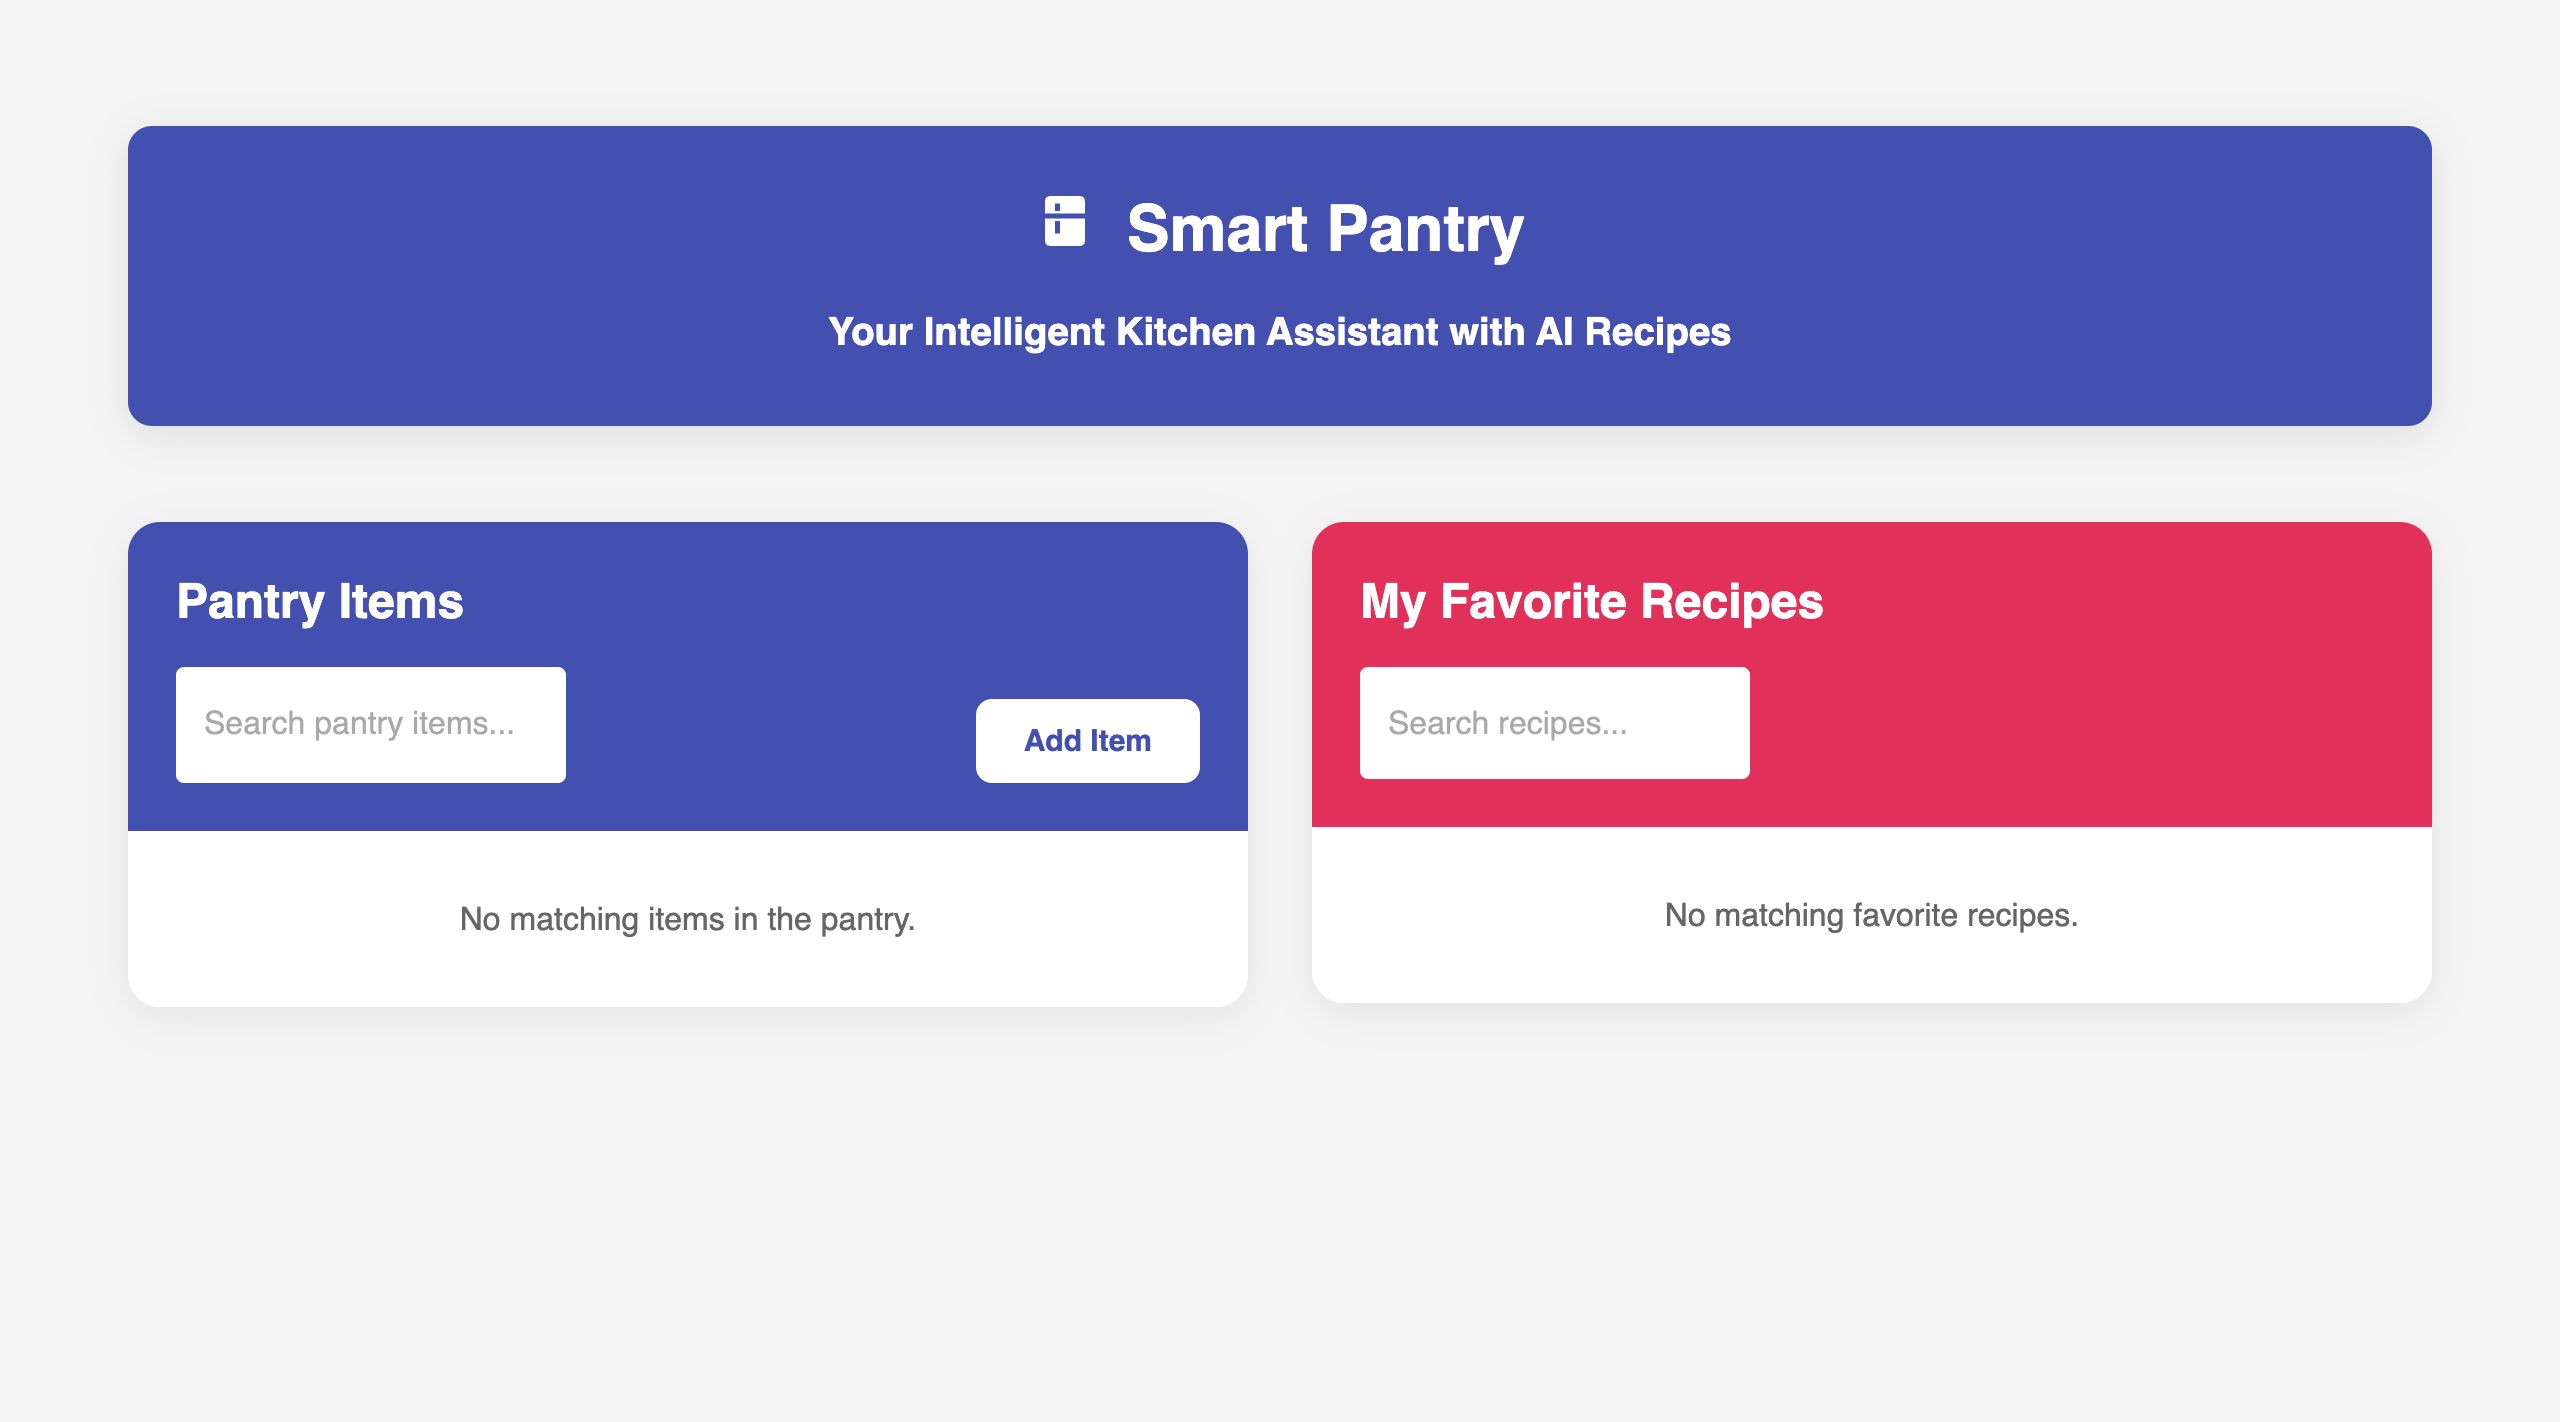 Smart Pantry
Your Intelligent Kitchen Assistant with AI Recipes
Pantry Items
Search pantry items...
Add Item
No matching items in the pantry.
My Favorite Recipes
Search recipes...
No matching favorite recipes.